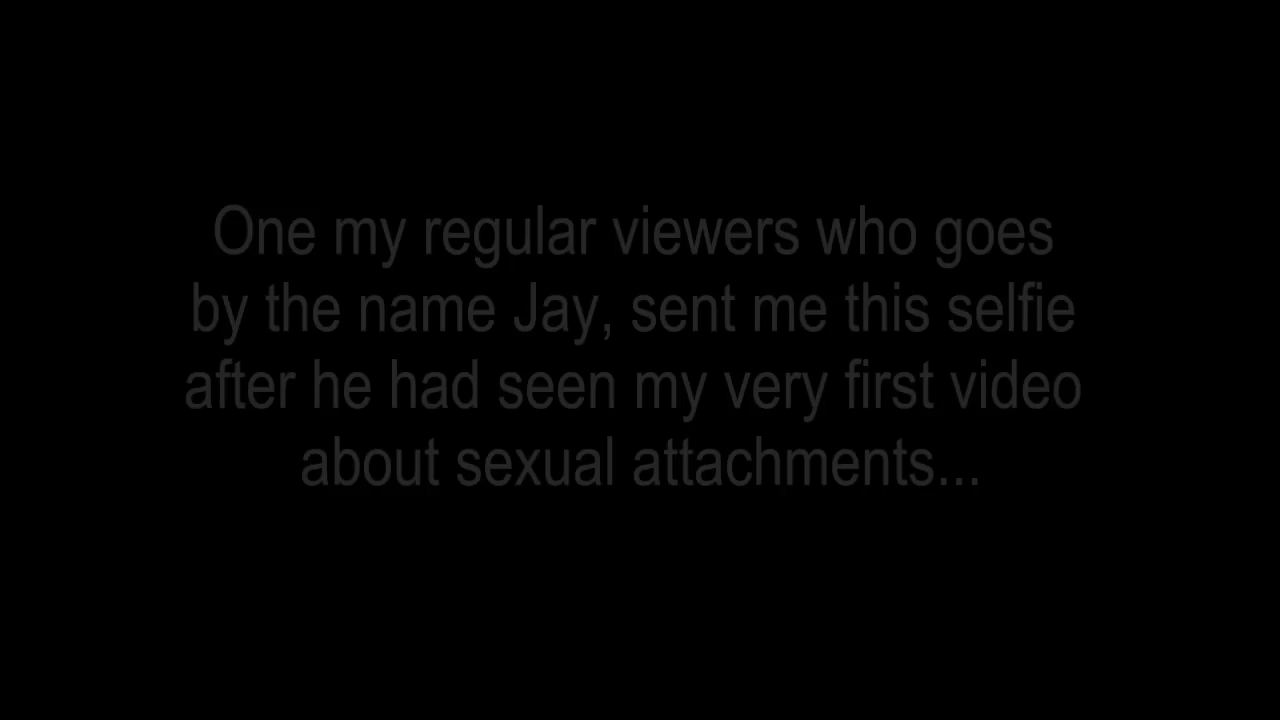 One my regular viewers who goes
by the name Jay, sent me this selfie
after he had seen my very first video
about sexual attachments...